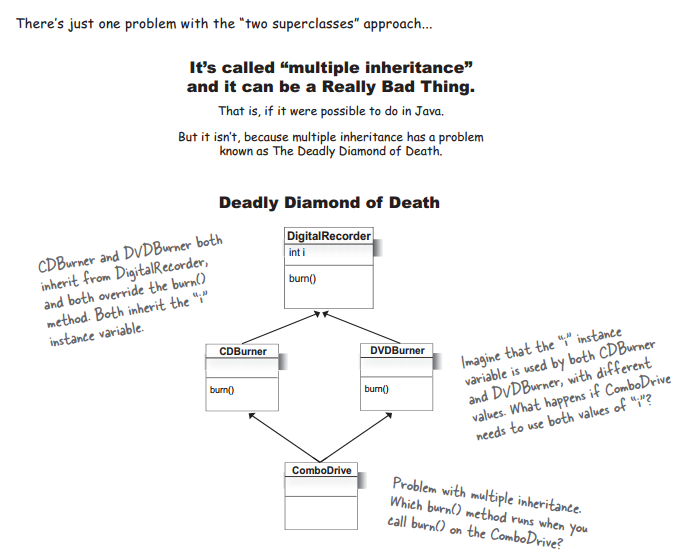 There's just one problem with the "two superclasses" approach...
It's called "multiple inheritance"
and it can be a Really Bad Thing.
That is, if it were possible to do in Java.
But it isn't, because multiple inheritance has a problem
known as The Deadly Diamond of Death.
Deadly Diamond of Death
CDBurner and DVDBurner both
inherit from DigitalRecorder,
and both override the burn()
method. Both inherit the "i"
instance variable.
DigitalRecorder
int i
burn()
CDBurner
burn()
DVDBurner
burn()
Imagine that the "i" instance
variable is used by both CDBurner
and DVDBurner, with different
values. What happens if ComboDrive
needs to use both values of "i"?
ComboDrive
Problem with multiple inheritance.
Which burn() method runs when you
call burn() on the ComboDrive?